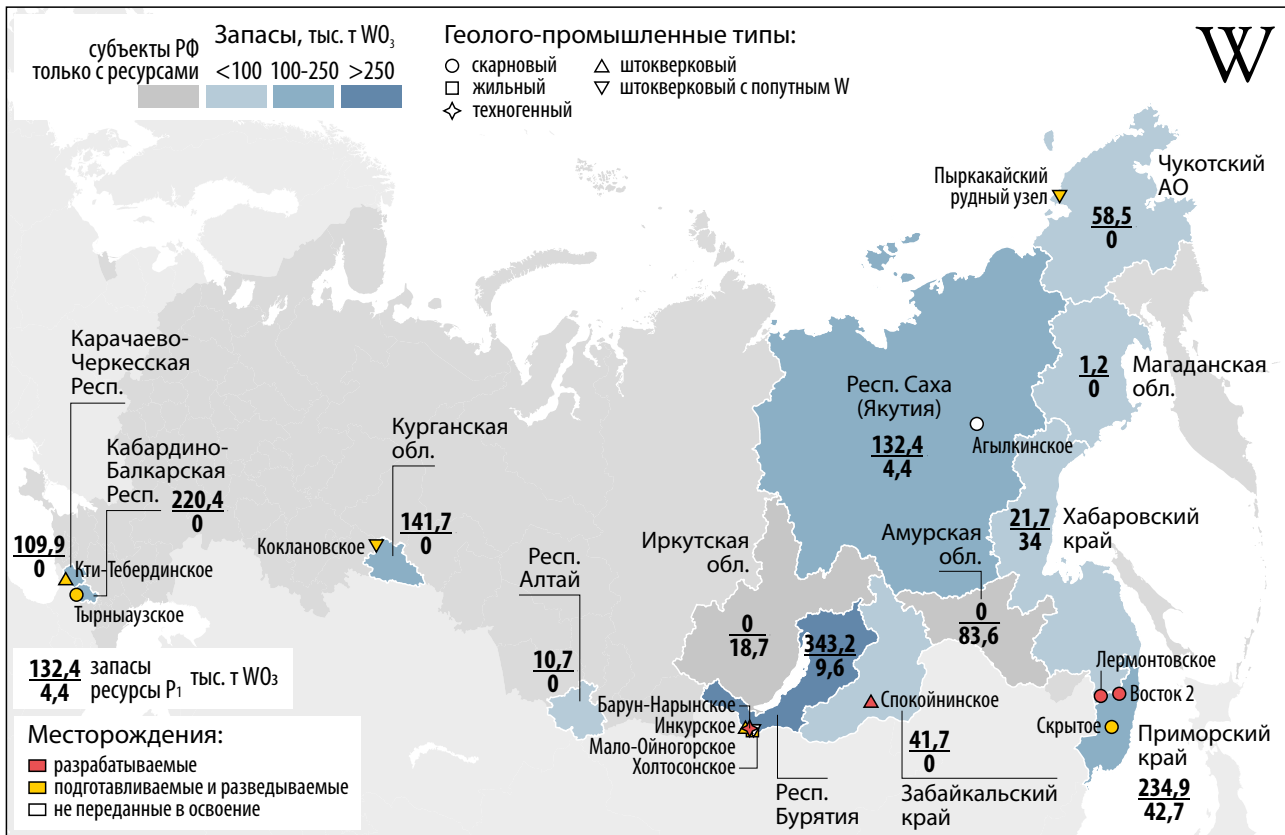 субъекты РФ
только с ресурсами
Запасы, тыс. т WO₃
<100 100-250 >250
Геолого-промышленные типы:
скарновый
жильный
техногенный
штокверковый
штокверковый с попутным W
W
Пыркакайский
рудный узел
Чукотский
АО
58,5
0
Карачаево-
Черкесская
Респ.
Кабардино-
Балкарская
Респ.
220,4
0
109,9
0
Кти-Тебердинское
Тырныаузское
Курганская
обл.
Коклановское
141,7
0
Респ.
Алтай
10,7
0
Респ. Саха
(Якутия)
132,4
4,4
Агылкинское
1,2
0
Магаданская
обл.
21,7
34
Хабаровский
край
Иркутская
обл.
0
18,7
Амурская
обл.
0
83,6
343,2
9,6
Барун-Нарынское
Инкурское
Мало-Ойногорское
Холтосонское
Респ.
Бурятия
Спокойнинское
41,7
0
Забайкальский
край
Лермонтовское
Восток 2
Скрытое
Приморский
край
234,9
42,7
132,4
4,4
запасы
ресурсы P₁
тыс. т WO₃
Месторождения:
разрабатываемые
подготавливаемые и разведываемые
не переданные в освоение